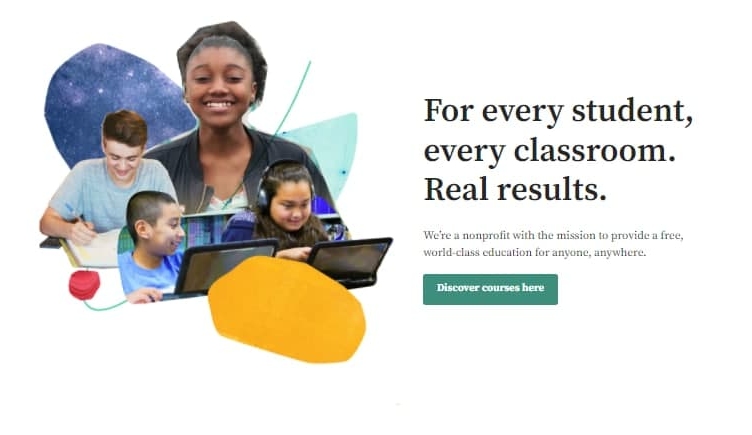 For every student,
every classroom.
Real results.
We're a nonprofit with the mission to provide a free,
world-class education for anyone, anywhere.
Discover courses here